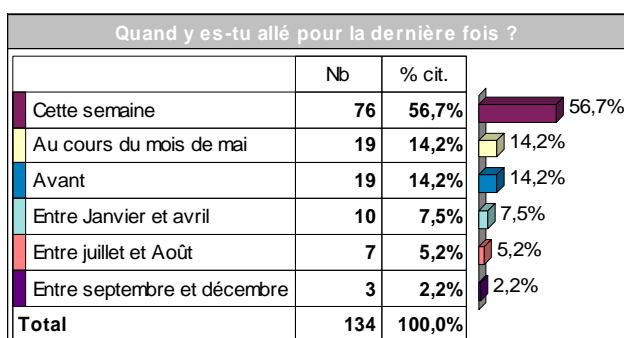 Quand y es-tu allé pour la dernière fois ?
Nb % cit.
Cette semaine 76 56,7% 56,7%
Au cours du mois de mai 19 14,2% 14,2%
Avant 19 14,2% 14,2%
Entre Janvier et avril 10 7,5% 7,5%
Entre juillet et Août 7 5,2% 5,2%
Entre septembre et décembre 3 2,2% 2,2%
Total 134 100,0%